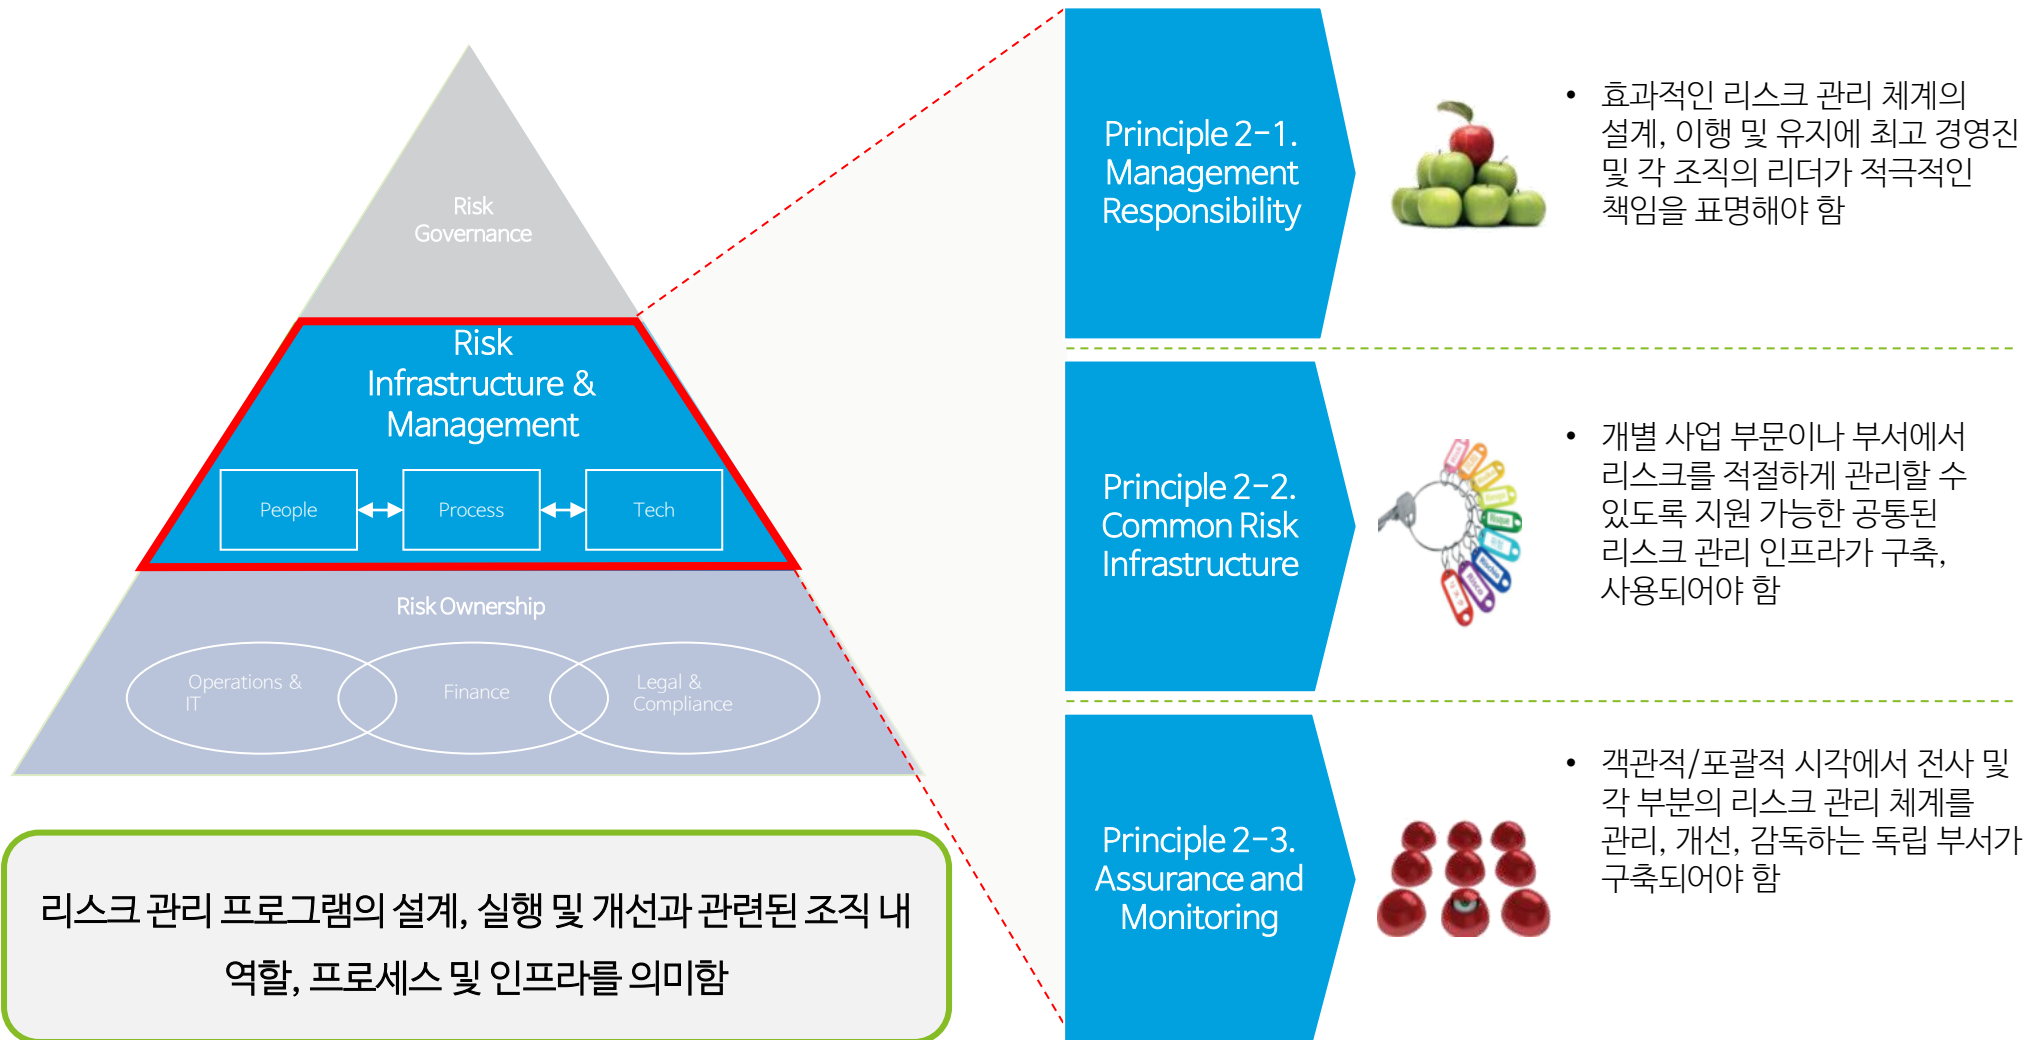 Risk
Governance
Risk
Infrastructure &
Management
People
Process
Tech
Risk Ownership
Operations &
IT
Finance
Legal &
Compliance
리스크 관리 프로그램의 설계, 실행 및 개선과 관련된 조직 내
역할, 프로세스 및 인프라를 의미함
Principle 2-1.
Management
Responsibility
• 효과적인 리스크 관리 체계의
설계, 이행 및 유지에 최고 경영진
및 각 조직의 리더가 적극적인
책임을 표명해야 함
Principle 2-2.
Common Risk
Infrastructure
Risque
Risico
リスク
• 개별 사업 부문이나 부서에서
리스크를 적절하게 관리할 수
있도록 지원 가능한 공통된
리스크 관리 인프라가 구축,
사용되어야 함
Principle 2-3.
Assurance and
Monitoring
• 객관적/포괄적 시각에서 전사 및
각 부분의 리스크 관리 체계를
관리, 개선, 감독하는 독립 부서가
구축되어야 함